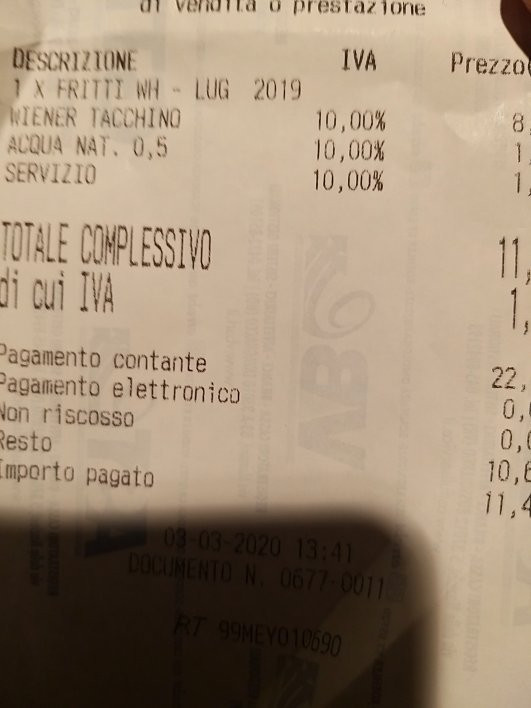 di vendita o prestazione
DESCRIZIONE IVA Prezzo
1 X FRITTI WH - LUG 2019
WIENER TACCHINO 10,00% 8,
ACQUA NAT. 0,5 10,00% 1
SERVIZIO 10,00% 1,
TOTALE COMPLESSIVO 11,
di cui IVA 1,
Pagamento contante 22,
Pagamento elettronico 0,
Non riscosso 0,0
Resto 10,6
Importo pagato 11,4
03-03-2020 13:41
DOCUMENTO N. 0677-0011
RT 99MEY010690